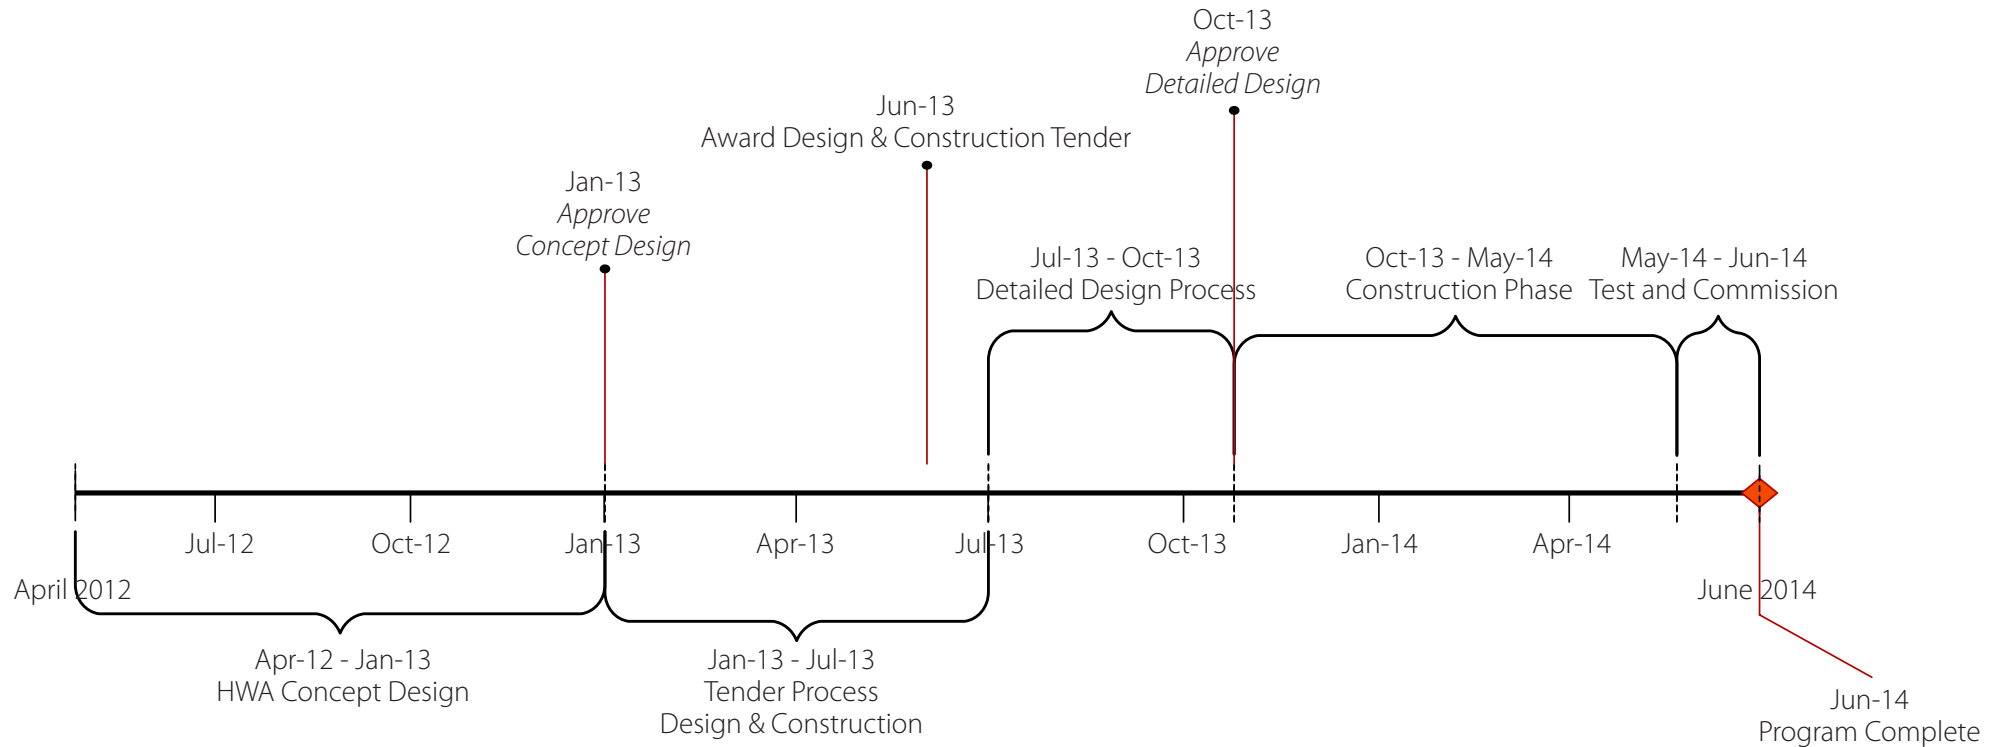 Oct-13
Approve
Detailed Design
Jun-13
Award Design & Construction Tender
Jan-13
Approve
Concept Design
Jul-13 - Oct-13
Detailed Design Process
Oct-13 - May-14
Construction Phase
May-14 - Jun-14
Test and Commission
Jul-12
Oct-12
Jan-13
Apr-13
Jul-13
Oct-13
Jan-14
Apr-14
April 2012
June 2014
Apr-12 - Jan-13
HWA Concept Design
Jan-13 - Jul-13
Tender Process
Design & Construction
Jun-14
Program Complete